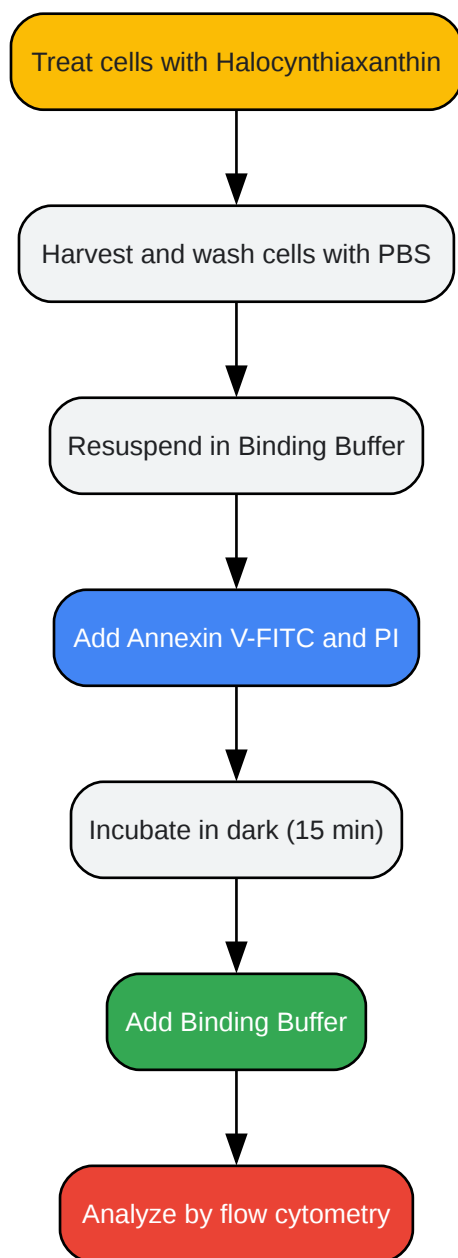 Treat cells with Halocynthiaxanthin
Harvest and wash cells with PBS
Resuspend in Binding Buffer
Add Annexin V-FITC and PI
Incubate in dark (15 min)
Add Binding Buffer
Analyze by flow cytometry